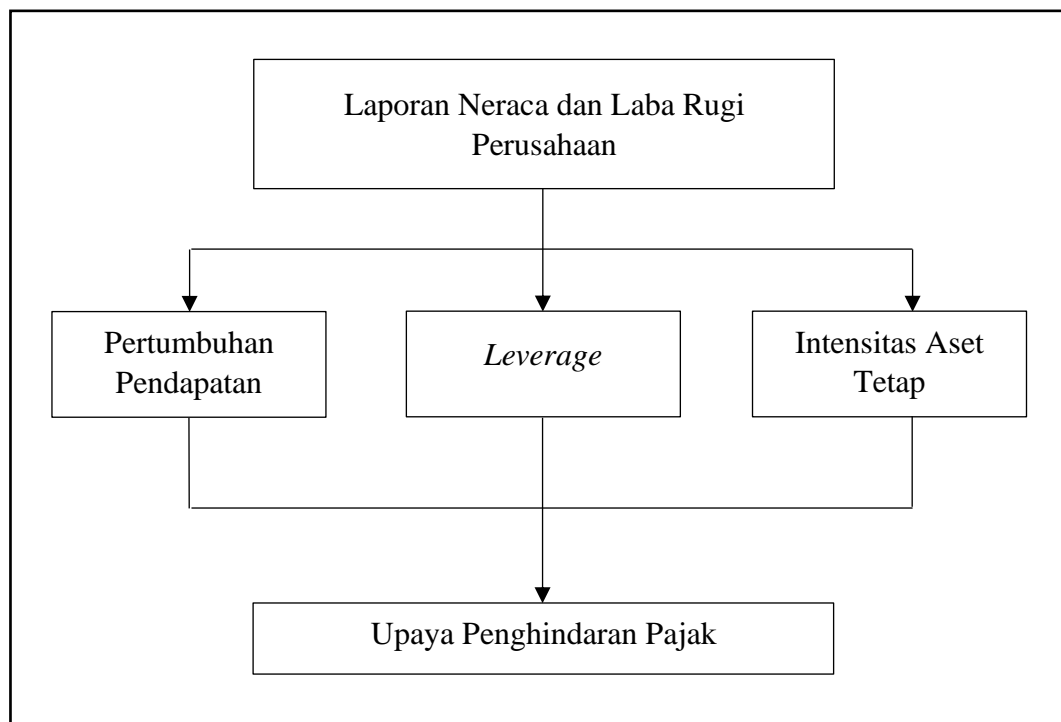 Laporan Neraca dan Laba Rugi
Perusahaan
Pertumbuhan
Pendapatan
Leverage
Intensitas Aset
Tetap
Upaya Penghindaran Pajak